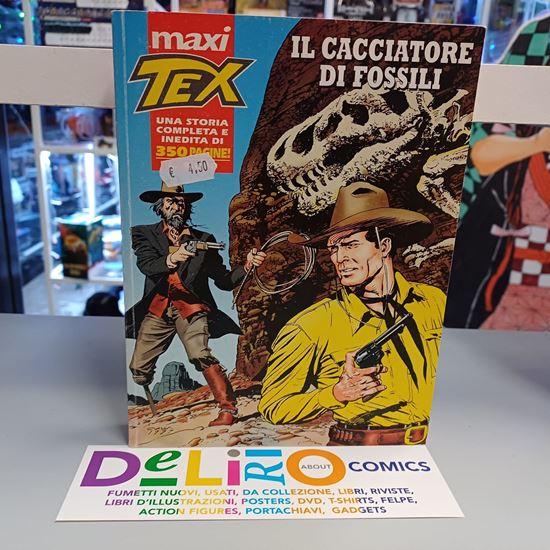 maxi
TEX
UNA STORIA
COMPLETA E
INEDITA DI
350 PAGINE!
€ 4,50
IL CACCIATORE
DI FOSSILI
DELIRIO ABOUT COMICS
FUMETTI NUOVI, USATI, DA COLLEZIONE, LIBRI, RIVISTE,
LIBRI D'ILLUSTRAZIONI, POSTERS, DVD, T-SHIRTS, FELPE,
ACTION FIGURES, PORTACHIAVI, GADGETS